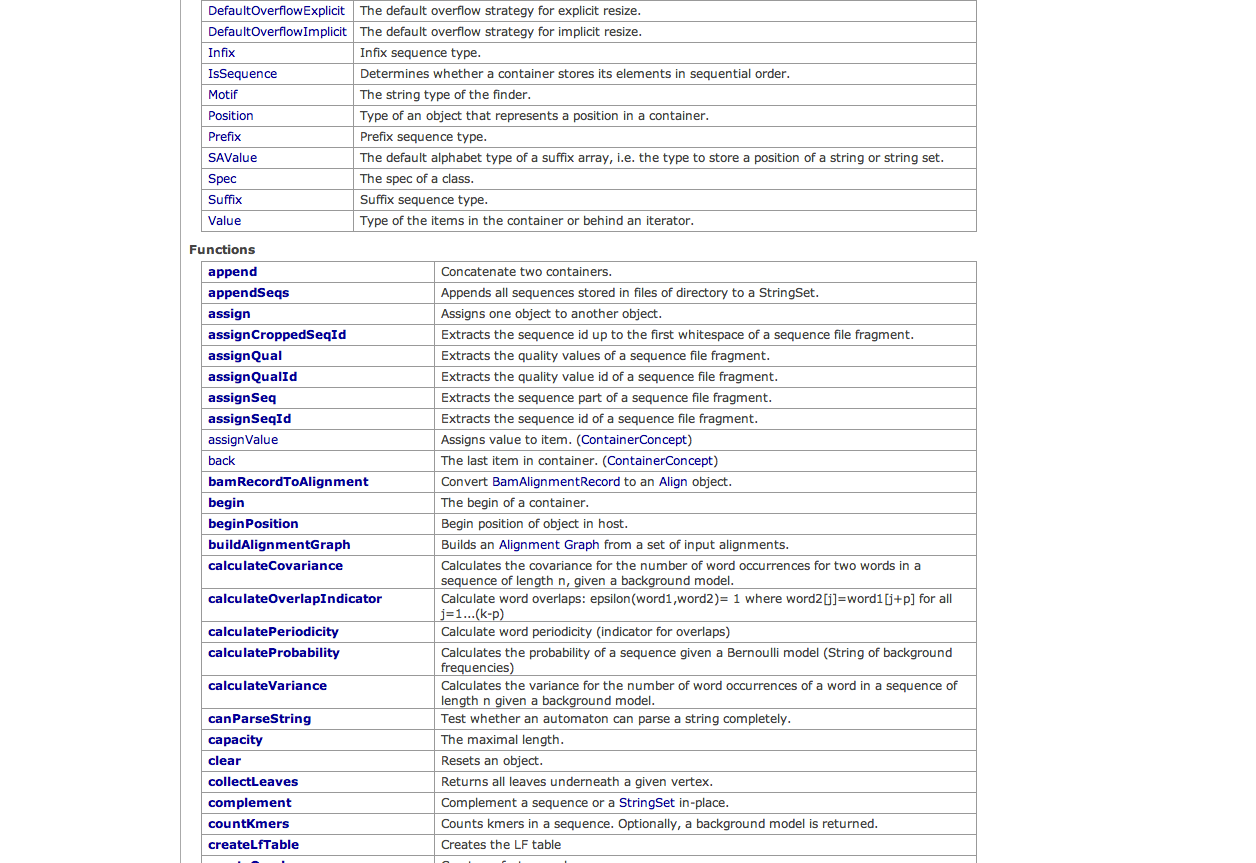 DefaultOverflowExplicit The default overflow strategy for explicit resize.
DefaultOverflowImplicit The default overflow strategy for implicit resize.
Infix Infix sequence type.
IsSequence Determines whether a container stores its elements in sequential order.
Motif The string type of the finder.
Position Type of an object that represents a position in a container.
Prefix Prefix sequence type.
SAValue The default alphabet type of a suffix array, i.e. the type to store a position of a string or string set.
Spec The spec of a class.
Suffix Suffix sequence type.
Value Type of the items in the container or behind an iterator.
Functions
append Concatenate two containers.
appendSeqs Appends all sequences stored in files of directory to a StringSet.
assign Assigns one object to another object.
assignCroppedSeqId Extracts the sequence id up to the first whitespace of a sequence file fragment.
assignQual Extracts the quality values of a sequence file fragment.
assignQualId Extracts the quality value id of a sequence file fragment.
assignSeq Extracts the sequence part of a sequence file fragment.
assignSeqId Extracts the sequence id of a sequence file fragment.
assignValue Assigns value to item. (ContainerConcept)
back The last item in container. (ContainerConcept)
bamRecordToAlignment Convert BamAlignmentRecord to an Align object.
begin The begin of a container.
beginPosition Begin position of object in host.
buildAlignmentGraph Builds an Alignment Graph from a set of input alignments.
calculateCovariance Calculates the covariance for the number of word occurrences for two words in a
sequence of length n, given a background model.
calculateOverlapIndicator Calculate word overlaps: epsilon(word1,word2)= 1 where word2[j]=word1[j+p] for all
j=1...(k-p)
calculatePeriodicity Calculate word periodicity (indicator for overlaps)
calculateProbability Calculates the probability of a sequence given a Bernoulli model (String of background
frequencies)
calculateVariance Calculates the variance for the number of word occurrences of a word in a sequence of
length n given a background model.
canParseString Test whether an automaton can parse a string completely.
capacity The maximal length.
clear Resets an object.
collectLeaves Returns all leaves underneath a given vertex.
complement Complement a sequence or a StringSet in-place.
countKmers Counts kmers in a sequence. Optionally, a background model is returned.
createLfTable Creates the LF table